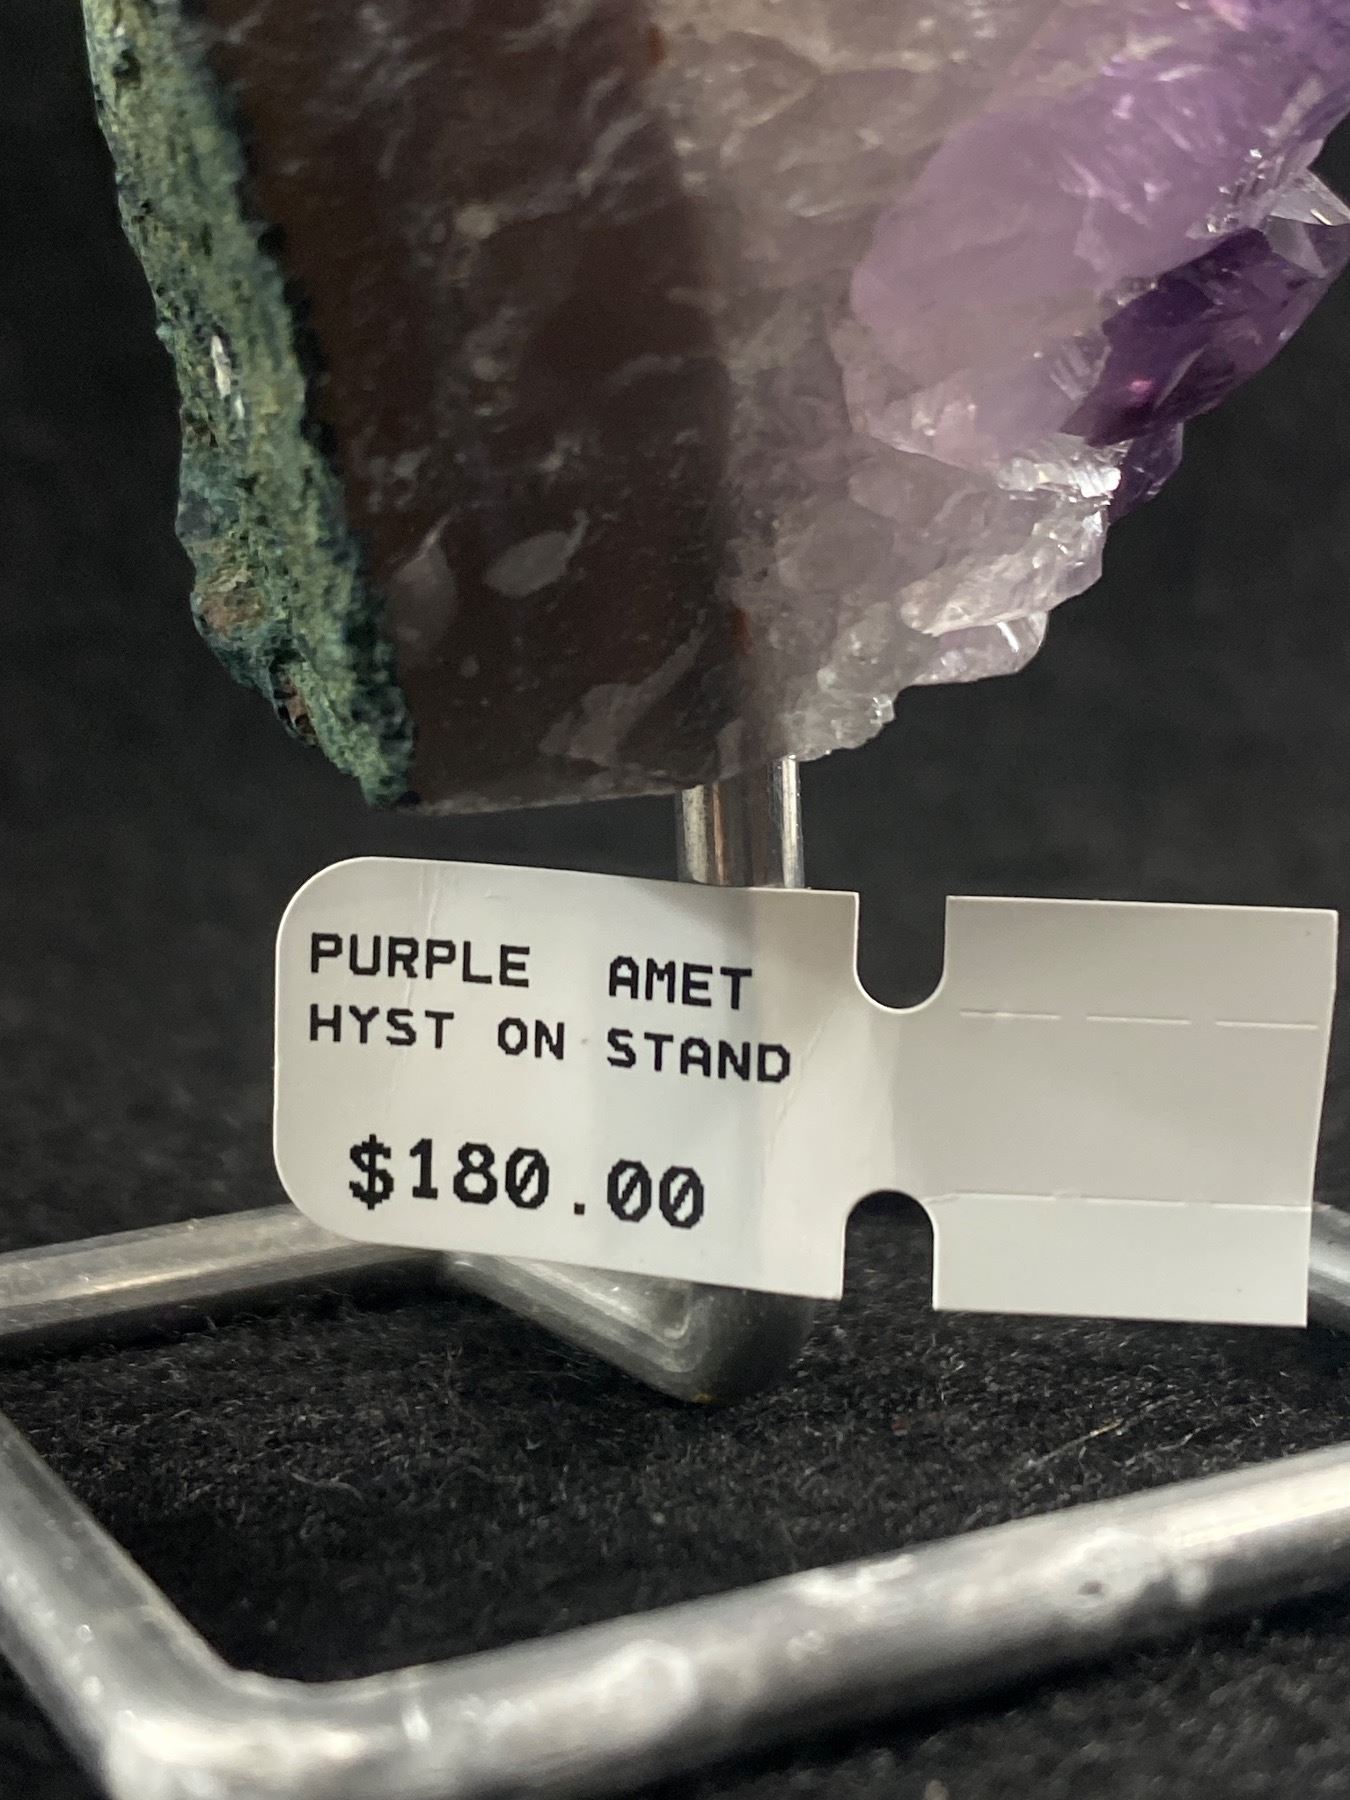 PURPLE AMET
HYST ON STAND
$180.00